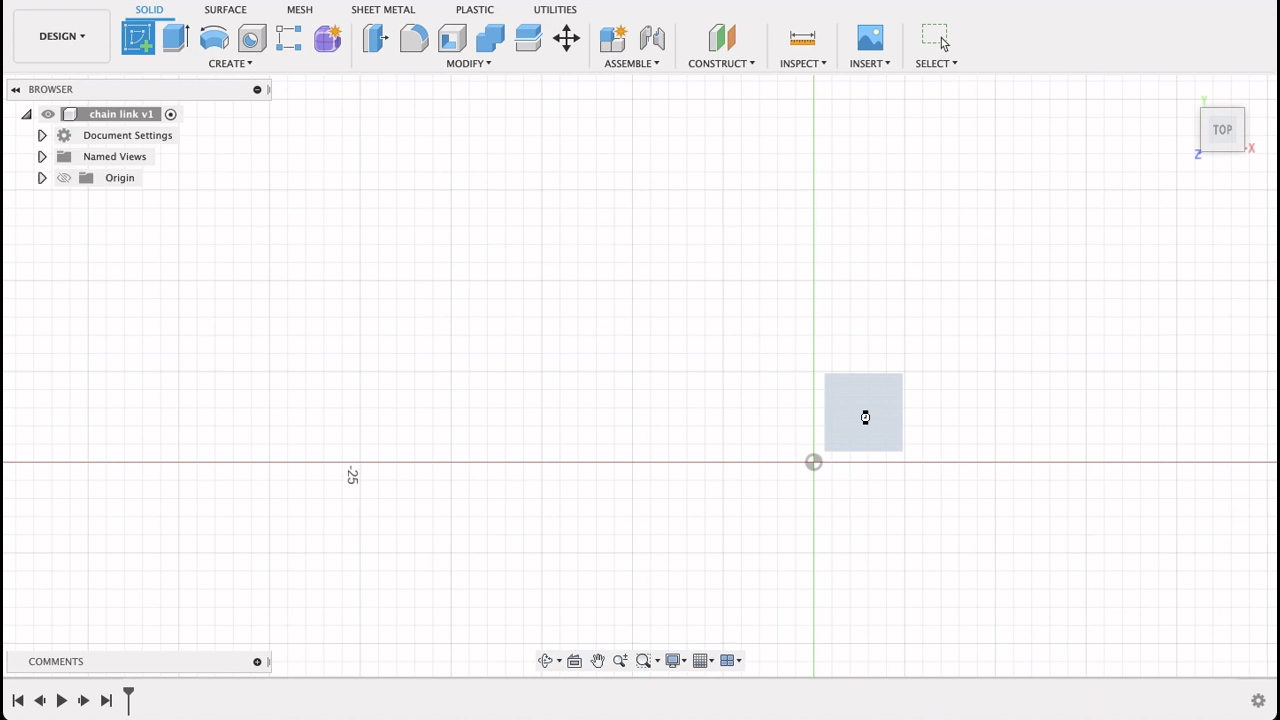 SOLID SURFACE MESH SHEET METAL PLASTIC UTILITIES
DESIGN
CREATE MODIFY ASSEMBLE CONSTRUCT INSPECT INSERT SELECT
BROWSER
chain link v1
Document Settings
Named Views
Origin
Y
TOP
X
Z
-25
COMMENTS